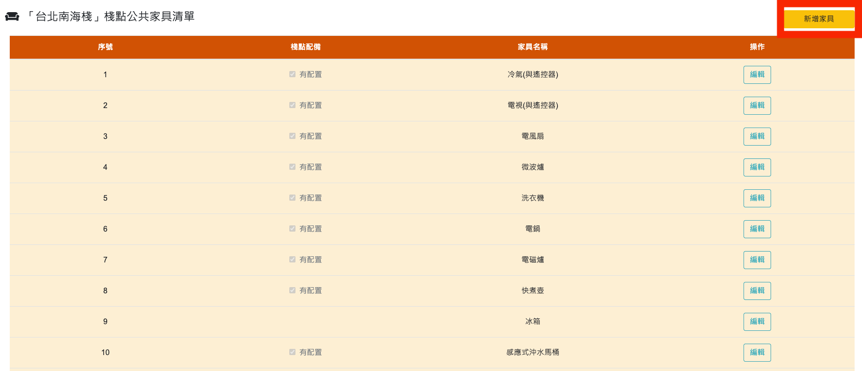 「台北南海棧」棧點公共家具清單
新增家具
序號 棧點配備 家具名稱 操作
1 有配置 冷氣(與遙控器) 編輯
2 有配置 電視(與遙控器) 編輯
3 有配置 電風扇 編輯
4 有配置 微波爐 編輯
5 有配置 洗衣機 編輯
6 有配置 電鍋 編輯
7 有配置 電磁爐 編輯
8 有配置 快煮壺 編輯
9 冰箱 編輯
10 有配置 感應式沖水馬桶 編輯